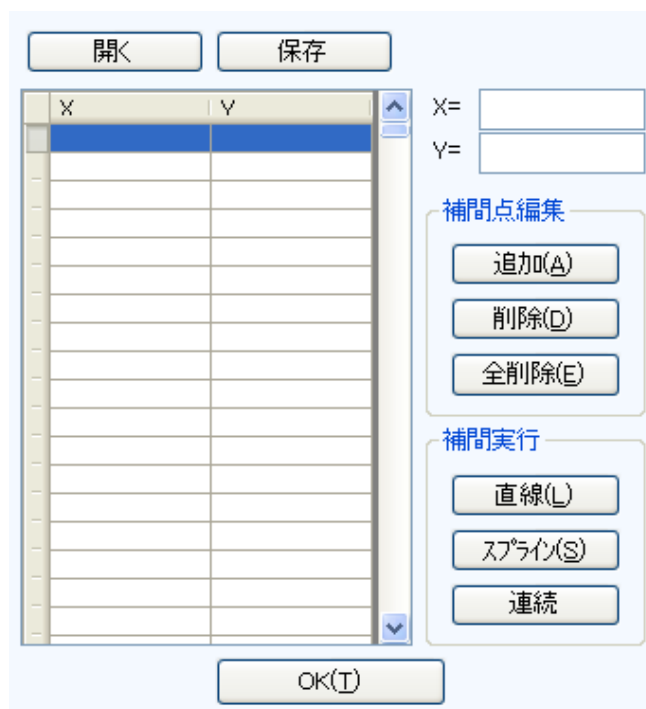 開く 保存
X Y
X=
Y=
補間点編集
追加(A)
削除(D)
全削除(E)
補間実行
直線(L)
ｽﾌﾟﾗｲﾝ(S)
連続
OK(T)